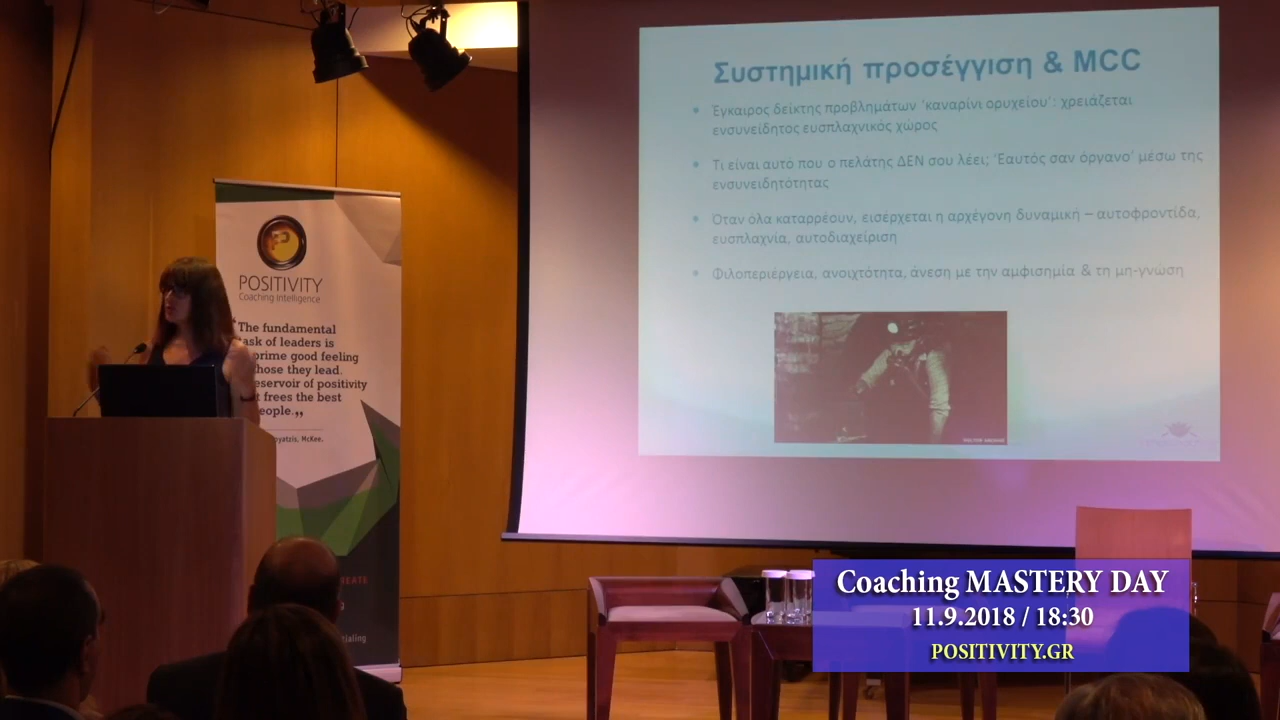 Συστημική προσέγγιση & MCC
• Έγκαιρος δείκτης προβλημάτων 'καναρίνι ορυχείου': χρειάζεται
ενσυνείδητος ευσπλαχνικός χώρος
• Τι είναι αυτό που ο πελάτης ΔΕΝ σου λέει; 'Εαυτός σαν όργανο' μέσω της
ενσυνειδητότητας
• Όταν όλα καταρρέουν, εισέρχεται η αρχέγονη δυναμική – αυτοφροντίδα,
ευσπλαχνία, αυτοδιαχείριση
• Φιλοπεριέργεια, ανοιχτότητα, άνεση με την αμφισημία & τη μη-γνώση
POSITIVITY
Coaching Intelligence
The fundamental
task of leaders is
prime good feeling
those they lead.
reservoir of positivity
frees the best
people.”
McKee.
Coaching MASTERY DAY
11.9.2018 / 18:30
POSITIVITY.GR